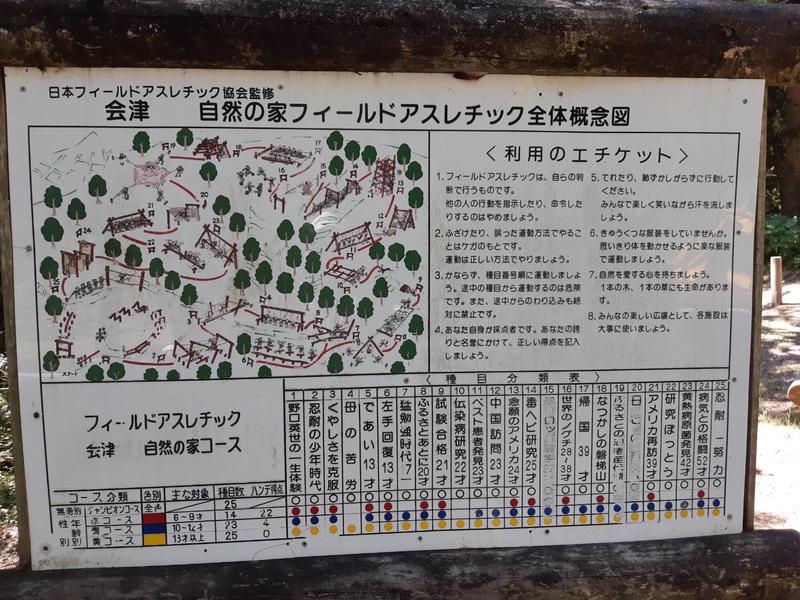 日本フィールドアスレチック協会監修
会津 自然の家フィールドアスレチック全体概念図
<利用のエチケット>
1. フィールドアスレチックは、自らの判
断で行うものです。
他の人の行動を指示したり、命令した
りするのはやめましょう。
2. ふざけたり、誤った運動方法でやるこ
とはケガのもとです。
運動は正しい方法でやりましょう。
3. かならず、種目番号順に運動しましょ
う。途中の種目から運動するのは危険
です。また、途中からのわり込みも絶
対に禁止です。
4. あなた自身が採点者です。あなたの誇
りと名誉にかけて、正しい得点を記入
しましょう。
5. てれたり、恥ずかしがらずに行動して
ください。
みんなで楽しく笑いながら汗を流しま
しょう。
6. きゅうくつな服装をしていませんか。
思いきり体を動かせるように楽な服装
で運動しましょう。
7. 自然を愛する心を持ちましょう。
1本の木、1本の草にも生命がありま
す。
8. みんなの楽しい広場として、各施設は
大事に使いましょう。
スタート
フィールドアスレチック
会津 自然の家コース
コース分類 色別 主な対象 種目数 ハンデ得点
無差別 チャンピオンコース 全色 25
性年齢別 赤コース 6~9才 14 22
青コース 10~12才 23 4
黄コース 13才以上 25 0
<種目分類表>
1 野口英世の一生体験
2 忍耐の少年時代
3 くやしさを克服
4 母の苦労
5 であい13才
6 左手回復13才
7 猛勉強時代
8 ふるさとあとに20才
9 試験合格21才
10 伝染病研究22才
11 ペスト患者発見23才
12 中国訪問23才
13 念願のアメリカ24才
14 毒ヘビ研究25才
15
16 世界のノグチ28~38才
17 帰国39才
18 なつかしの磐梯山
19
20
21 アメリカ再訪39才
22 研究ぼっとう
23 黄熱病原菌発見42才
24 病気との格闘52才
25 忍耐 努力